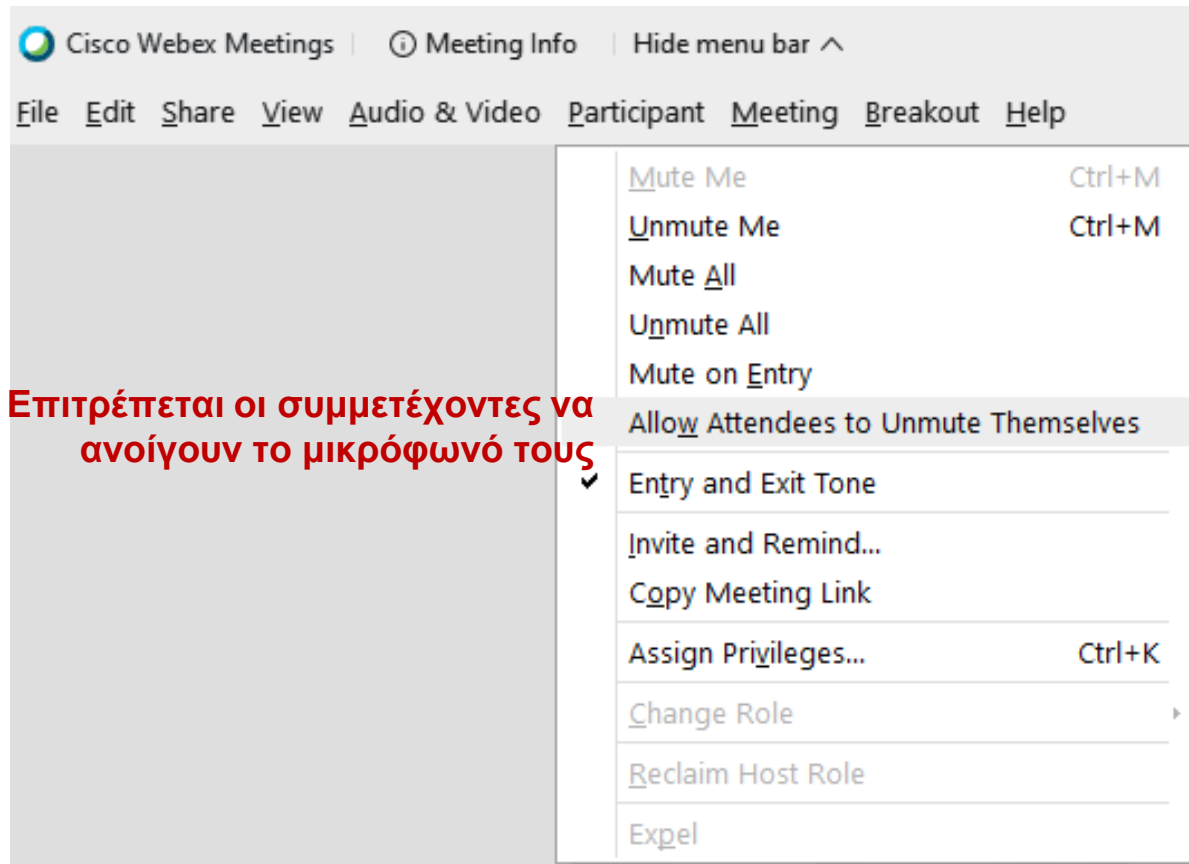 Cisco Webex Meetings Meeting Info Hide menu bar
File Edit Share View Audio & Video Participant Meeting Breakout Help
Mute Me Ctrl+M
Unmute Me Ctrl+M
Mute All
Unmute All
Mute on Entry
Επιτρέπεται οι συμμετέχοντες να
ανοίγουν το μικρόφωνό τους
Allow Attendees to Unmute Themselves
Entry and Exit Tone
Invite and Remind...
Copy Meeting Link
Assign Privileges... Ctrl+K
Change Role
Reclaim Host Role
Expel